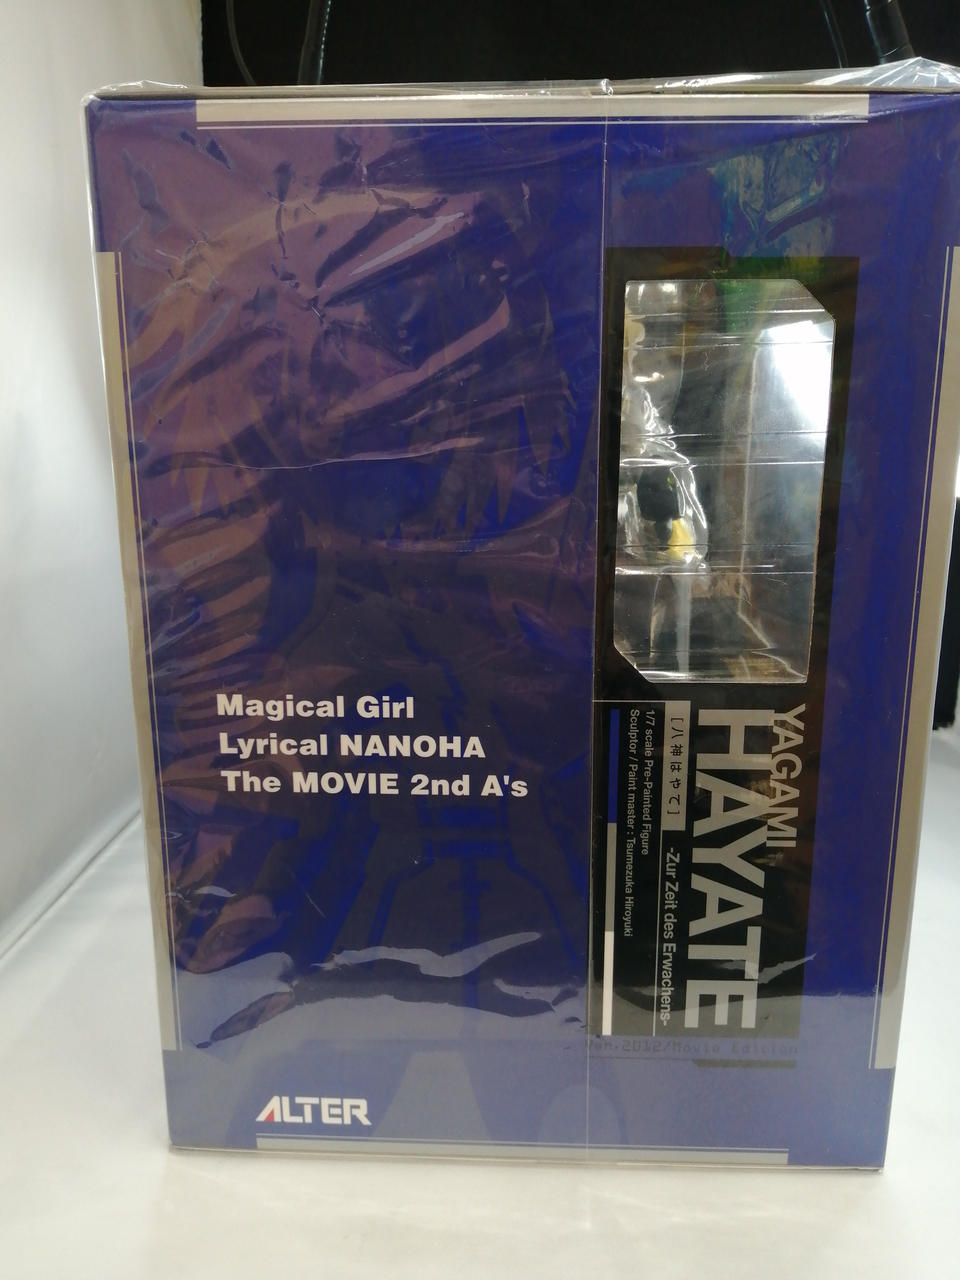 Magical Girl
Lyrical NANOHA
The MOVIE 2nd A's
YAGAMI
HAYATE
[八神はやて]
-Zur Zeit des Erwachens-
1/7 scale Pre-Painted Figure
Sculptor / Paint master : Tsumezuka Hiroyuki
Ver.2012/Movie Edition
ALTER